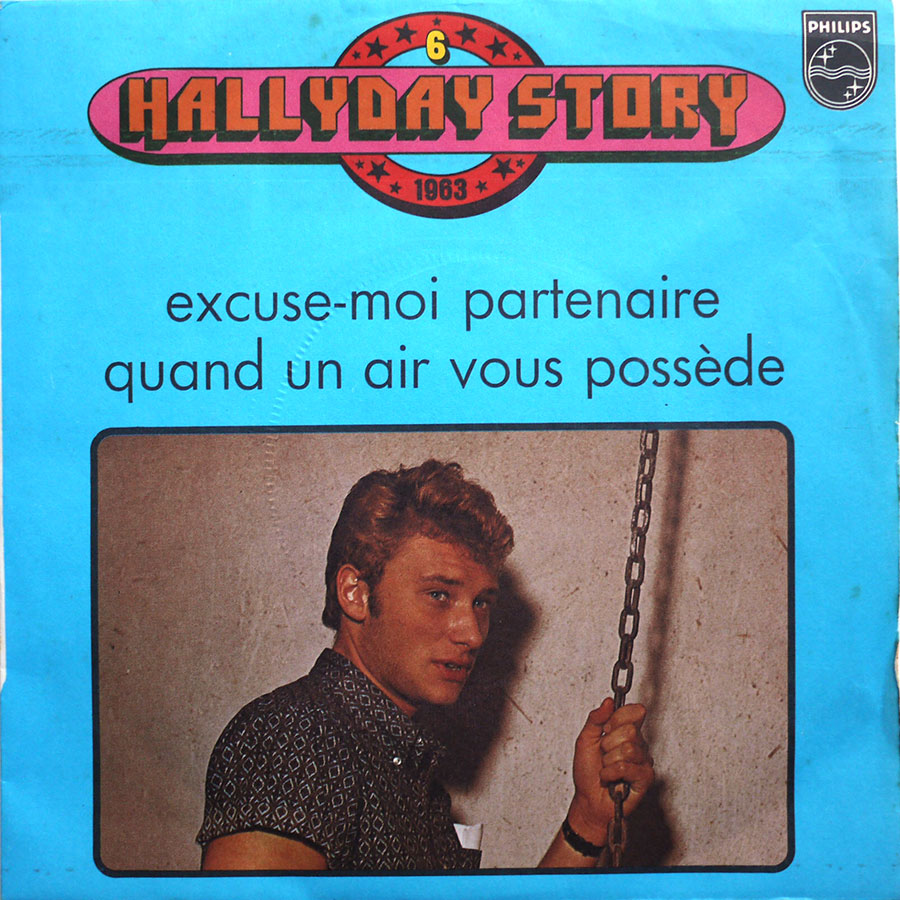 6
HALLYDAY STORY
1963
PHILIPS
excuse-moi partenaire
quand un air vous possède